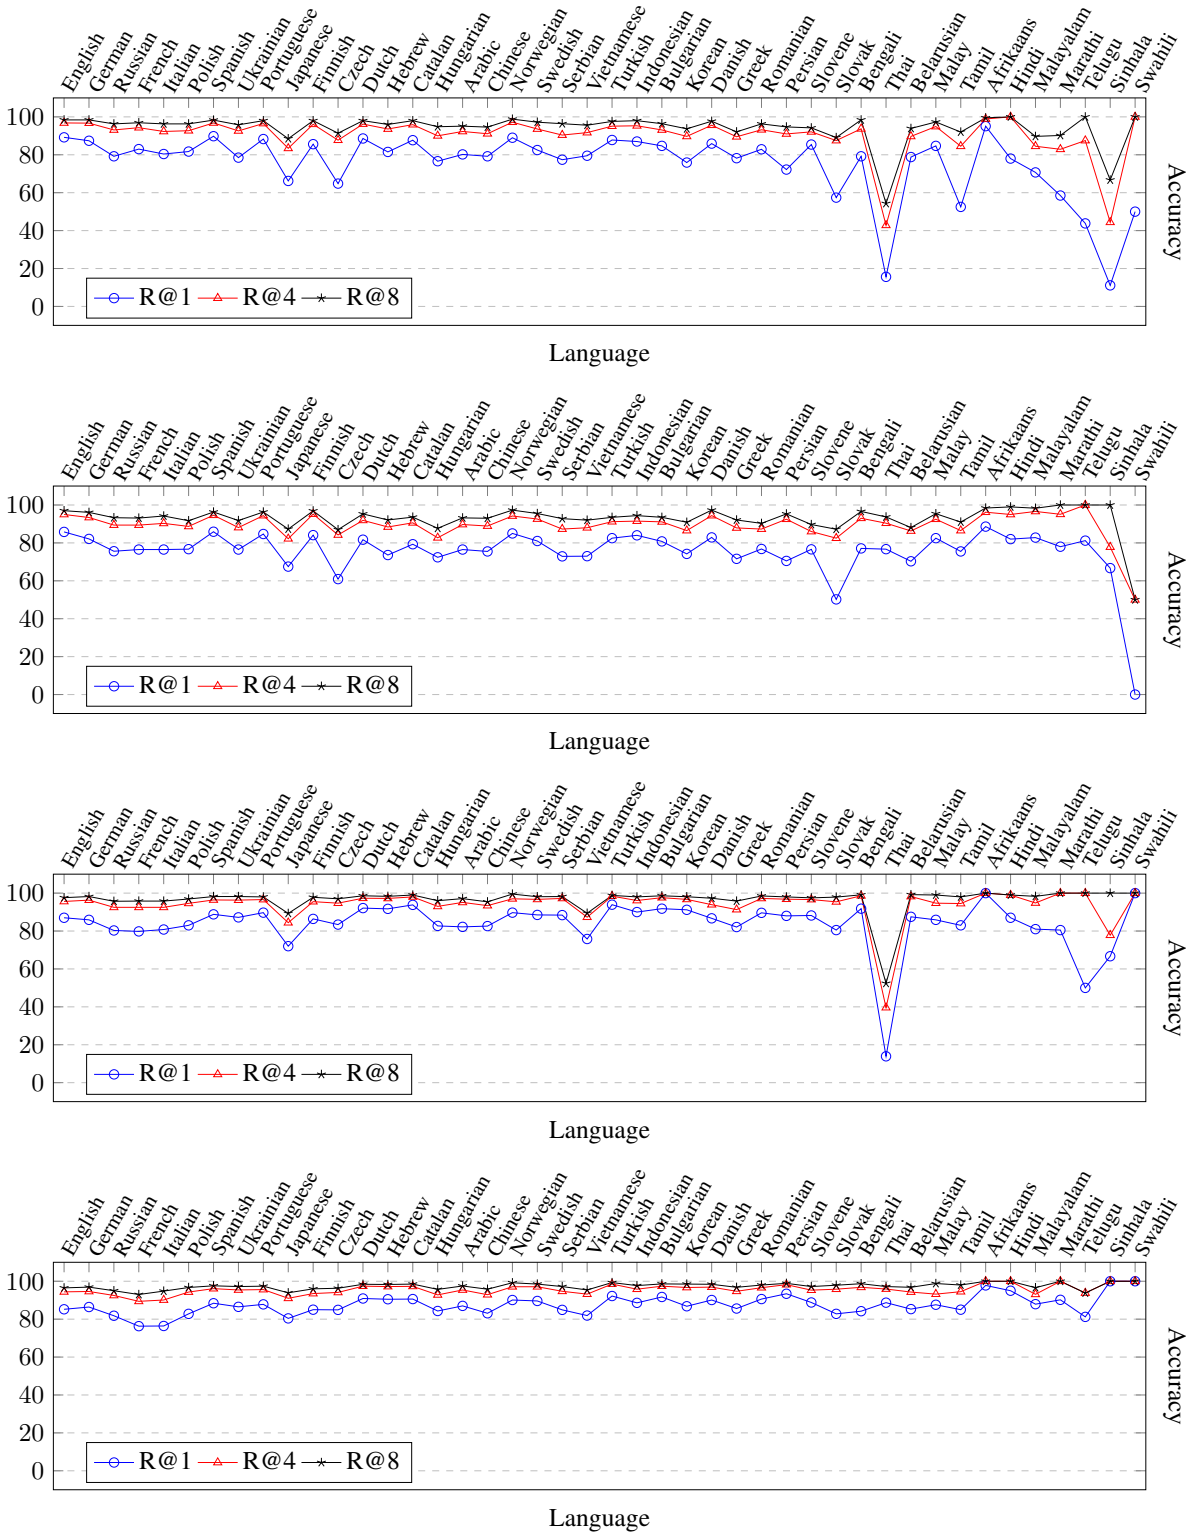 English German Russian French Italian Polish Spanish Ukrainian Portuguese Japanese Finnish Czech Dutch Hebrew Catalan Hungarian Arabic Chinese Norwegian Swedish Serbian Vietnamese Turkish Indonesian Bulgarian Korean Danish Greek Romanian Persian Slovene Slovak Bengali Thai Belarusian Malay Tamil Afrikaans Hindi Malayalam Marathi Telugu Sinhala Swahili
100
80
60
40
20
0
R@1 R@4 R@8
Accuracy
Language
English German Russian French Italian Polish Spanish Ukrainian Portuguese Japanese Finnish Czech Dutch Hebrew Catalan Hungarian Arabic Chinese Norwegian Swedish Serbian Vietnamese Turkish Indonesian Bulgarian Korean Danish Greek Romanian Persian Slovene Slovak Bengali Thai Belarusian Malay Tamil Afrikaans Hindi Malayalam Marathi Telugu Sinhala Swahili
100
80
60
40
20
0
R@1 R@4 R@8
Accuracy
Language
English German Russian French Italian Polish Spanish Ukrainian Portuguese Japanese Finnish Czech Dutch Hebrew Catalan Hungarian Arabic Chinese Norwegian Swedish Serbian Vietnamese Turkish Indonesian Bulgarian Korean Danish Greek Romanian Persian Slovene Slovak Bengali Thai Belarusian Malay Tamil Afrikaans Hindi Malayalam Marathi Telugu Sinhala Swahili
100
80
60
40
20
0
R@1 R@4 R@8
Accuracy
Language
English German Russian French Italian Polish Spanish Ukrainian Portuguese Japanese Finnish Czech Dutch Hebrew Catalan Hungarian Arabic Chinese Norwegian Swedish Serbian Vietnamese Turkish Indonesian Bulgarian Korean Danish Greek Romanian Persian Slovene Slovak Bengali Thai Belarusian Malay Tamil Afrikaans Hindi Malayalam Marathi Telugu Sinhala Swahili
100
80
60
40
20
0
R@1 R@4 R@8
Accuracy
Language